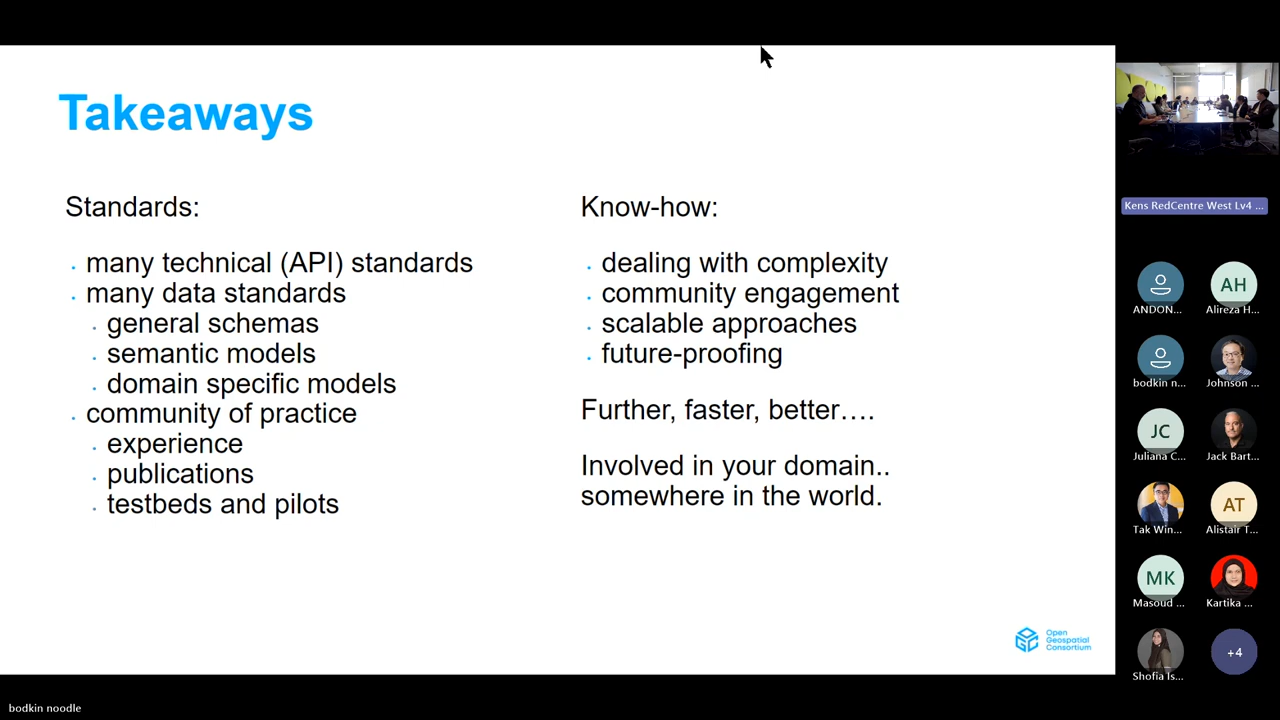 Takeaways
Standards:
many technical (API) standards
many data standards
general schemas
semantic models
domain specific models
community of practice
experience
publications
testbeds and pilots
Know-how:
dealing with complexity
community engagement
scalable approaches
future-proofing
Further, faster, better….
Involved in your domain..
somewhere in the world.
Open
Geospatial
Consortium
Kens RedCentre West Lv4 ...
ANDON...
AH
Alireza H...
bodkin n...
Johnson ...
JC
Juliana C...
Jack Bart...
Tak Win...
AT
Alistair T...
MK
Masoud ...
Kartika ...
Shofia Is...
+4
bodkin noodle